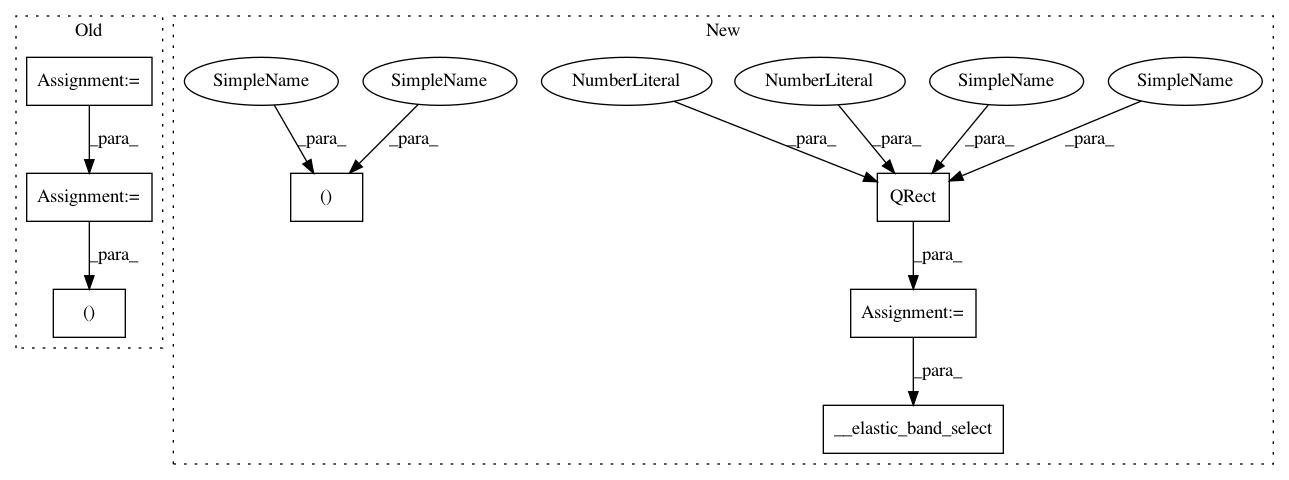 Old
New
Assignment:=
SimpleName
SimpleName
NumberLiteral
NumberLiteral
SimpleName
SimpleName
_para_
_para_
_para_
_para_
_para_
_para_
_para_
Assignment:=
()
QRect
_para_
_para_
()
Assignment:=
_para_
__elastic_band_select